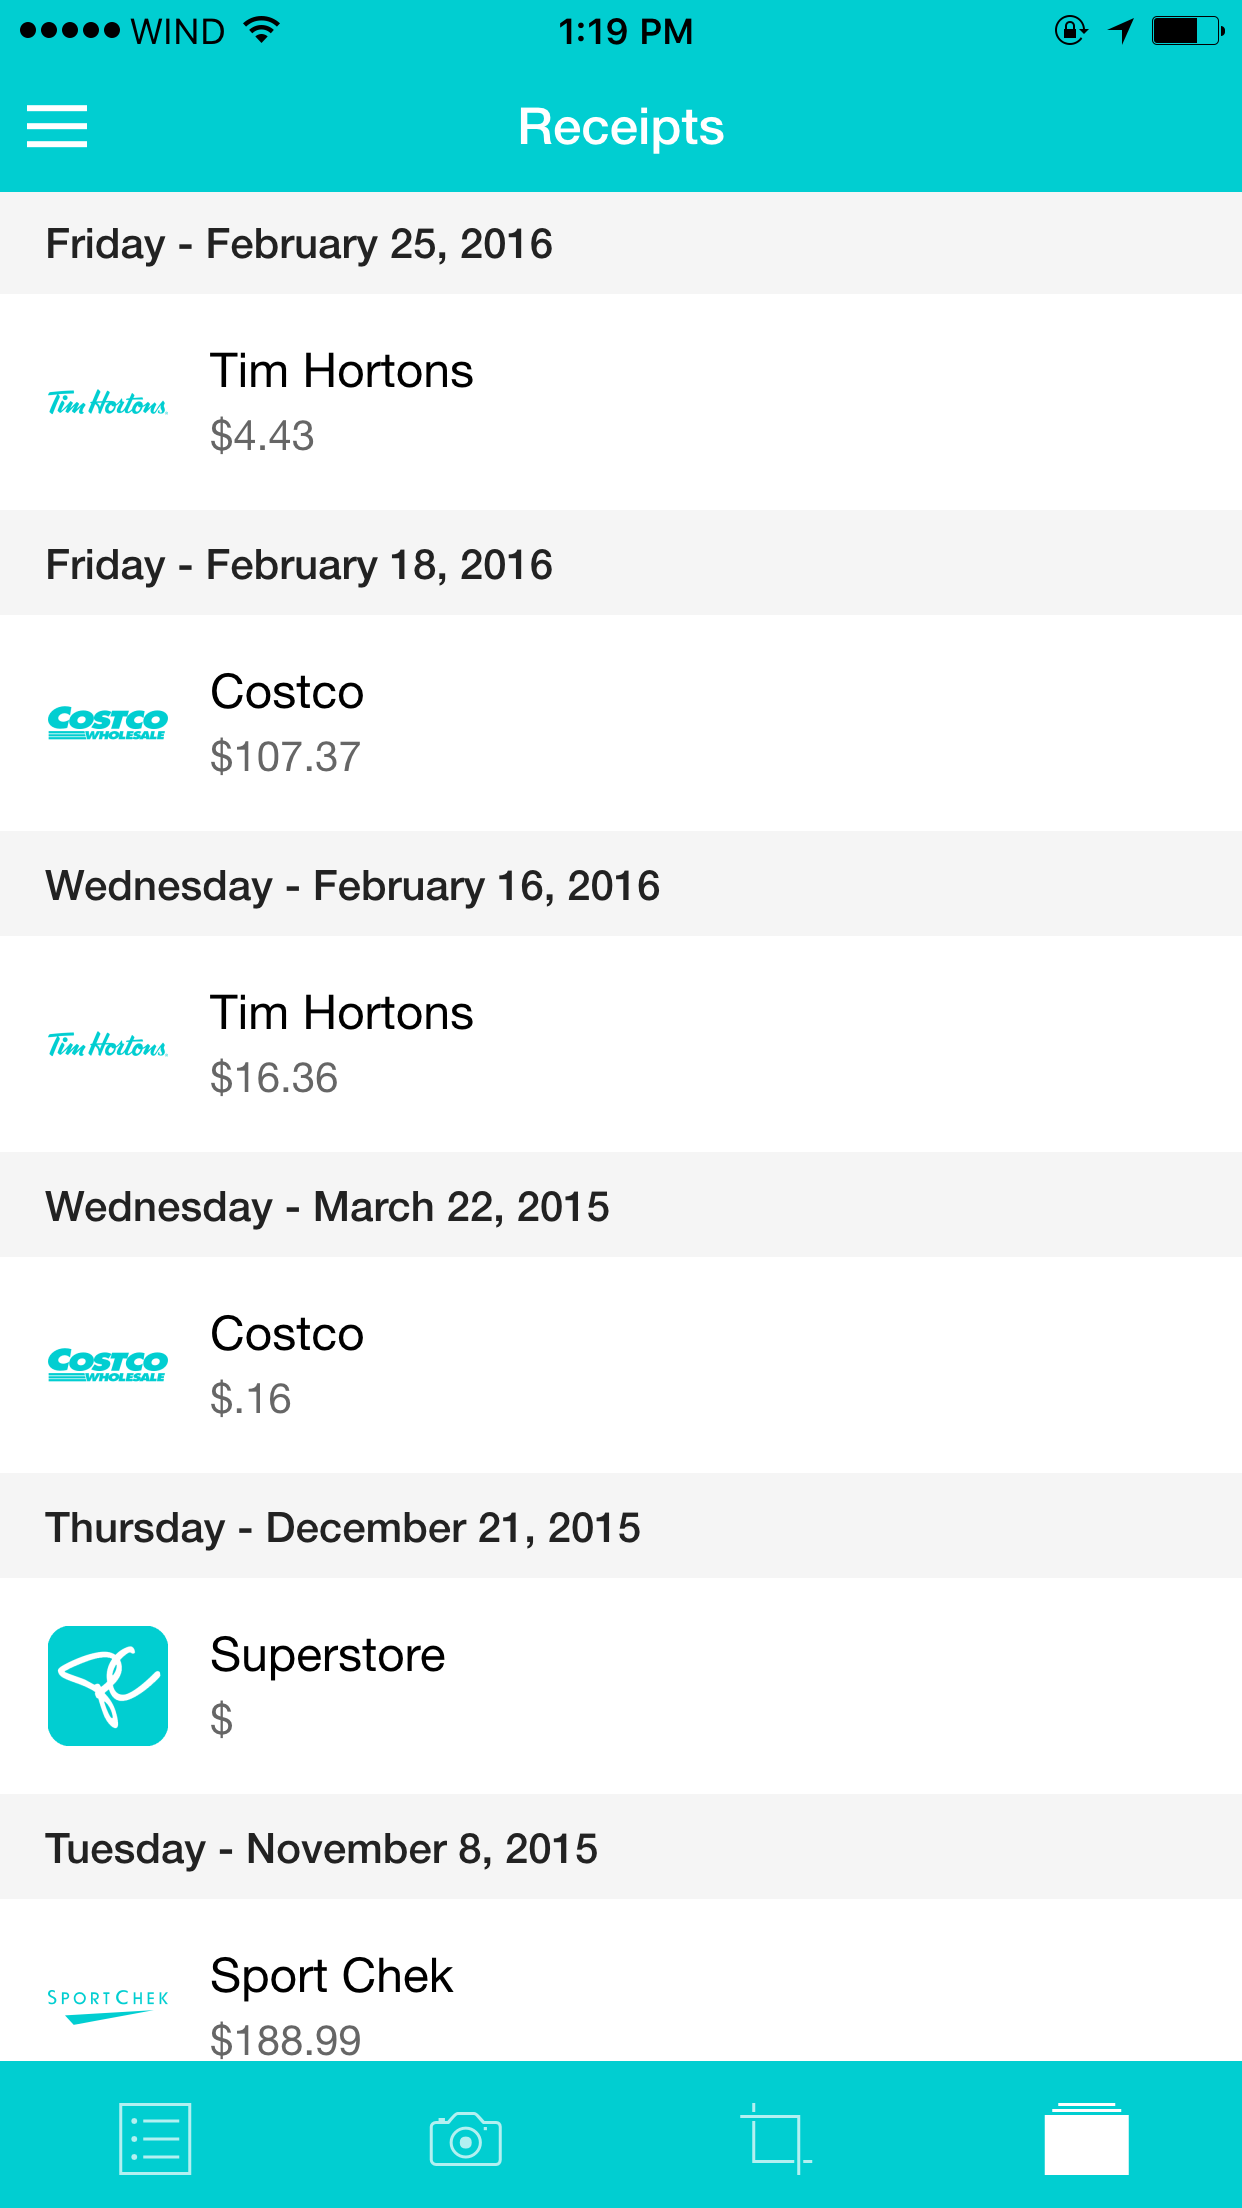 WIND 1:19 PM
Receipts
Friday - February 25, 2016
Tim Hortons
Tim Hortons
$4.43
Friday - February 18, 2016
COSTCO
WHOLESALE
Costco
$107.37
Wednesday - February 16, 2016
Tim Hortons
Tim Hortons
$16.36
Wednesday - March 22, 2015
COSTCO
WHOLESALE
Costco
$.16
Thursday - December 21, 2015
Superstore
$
Tuesday - November 8, 2015
SPORT CHEK
Sport Chek
$188.99